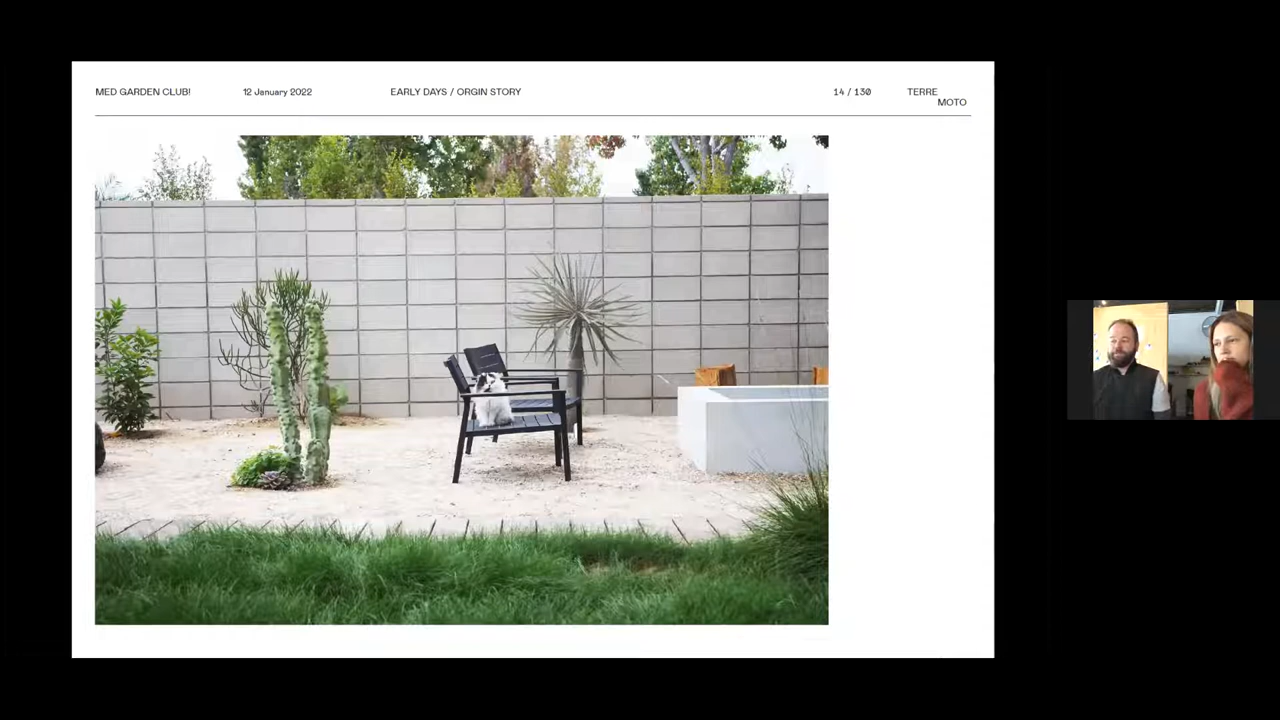 MED GARDEN CLUB!
12 January 2022
EARLY DAYS / ORGIN STORY
14 / 130
TERRE
MOTO